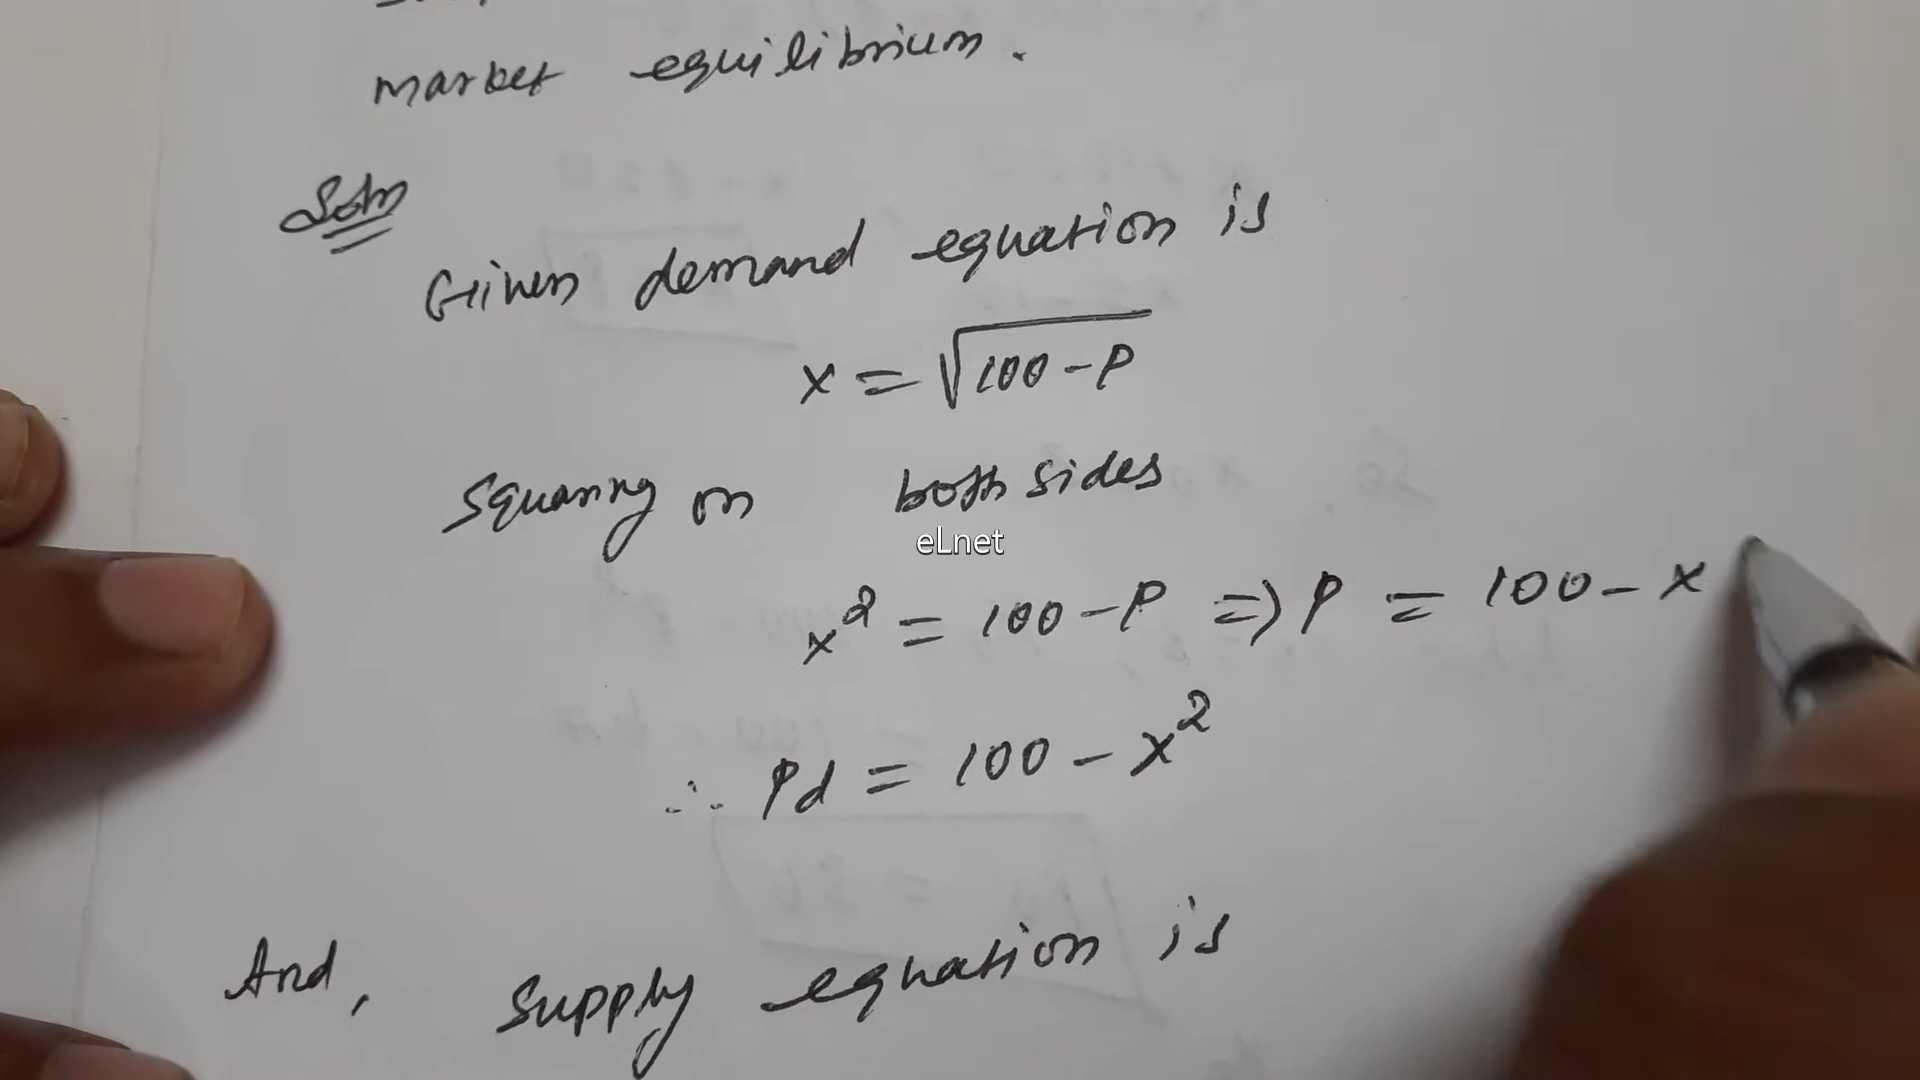 market equilibrium.
Soln
Given demand equation is
x = √100-P
Squaring on both sides
eLnet
x² = 100-P => P = 100-x
∴ Pd = 100 - x²
And, Supply equation is